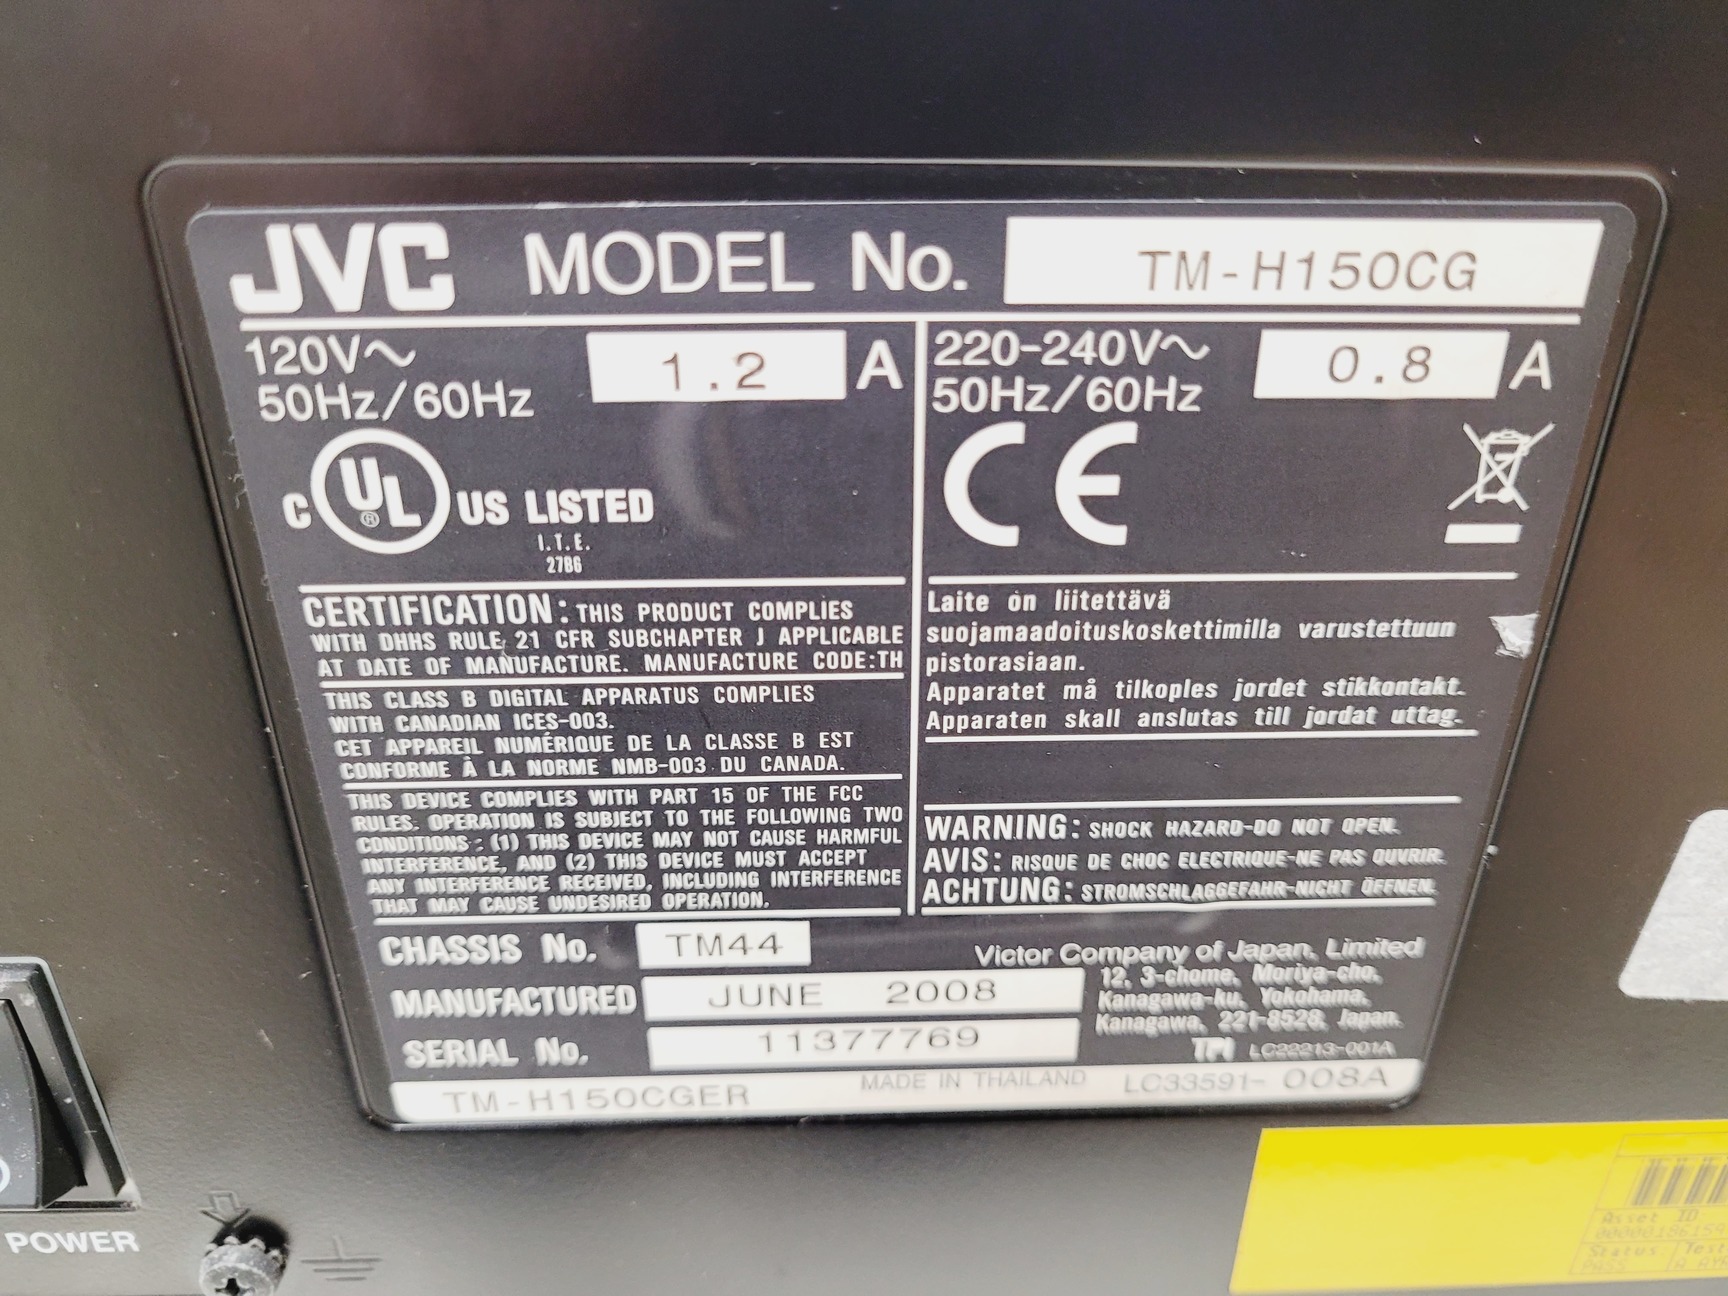 JVC MODEL No. TM-H150CG
120V~ 1.2 A
50Hz/60Hz
220-240V~ 0.8 A
50Hz/60Hz
C UL ® US LISTED
I.T.E.
27B6
CE
CERTIFICATION: THIS PRODUCT COMPLIES
WITH DHHS RULE 21 CFR SUBCHAPTER J APPLICABLE
AT DATE OF MANUFACTURE. MANUFACTURE CODE:TH
THIS CLASS B DIGITAL APPARATUS COMPLIES
WITH CANADIAN ICES-003.
CET APPAREIL NUMÉRIQUE DE LA CLASSE B EST
CONFORME À LA NORME NMB-003 DU CANADA.
THIS DEVICE COMPLIES WITH PART 15 OF THE FCC
RULES. OPERATION IS SUBJECT TO THE FOLLOWING TWO
CONDITIONS: (1) THIS DEVICE MAY NOT CAUSE HARMFUL
INTERFERENCE, AND (2) THIS DEVICE MUST ACCEPT
ANY INTERFERENCE RECEIVED, INCLUDING INTERFERENCE
THAT MAY CAUSE UNDESIRED OPERATION.
Laite on liitettävä
suojamaadoituskoskettimilla varustettuun
pistorasiaan.
Apparatet må tilkoples jordet stikkontakt.
Apparaten skall anslutas till jordat uttag.
WARNING: SHOCK HAZARD-DO NOT OPEN.
AVIS: RISQUE DE CHOC ELECTRIQUE-NE PAS OUVRIR.
ACHTUNG: STROMSCHLAGGEFAHR-NICHT ÖFFNEN.
CHASSIS No. TM44
MANUFACTURED JUNE 2008
SERIAL No. 11377769
Victor Company of Japan, Limited
12, 3-chome, Moriya-cho,
Kanagawa-ku, Yokohama,
Kanagawa, 221-8528, Japan.
LC22213-001A
TM-H150CGER MADE IN THAILAND LC33591-008A
POWER
Asset ID
Status Test
PASS